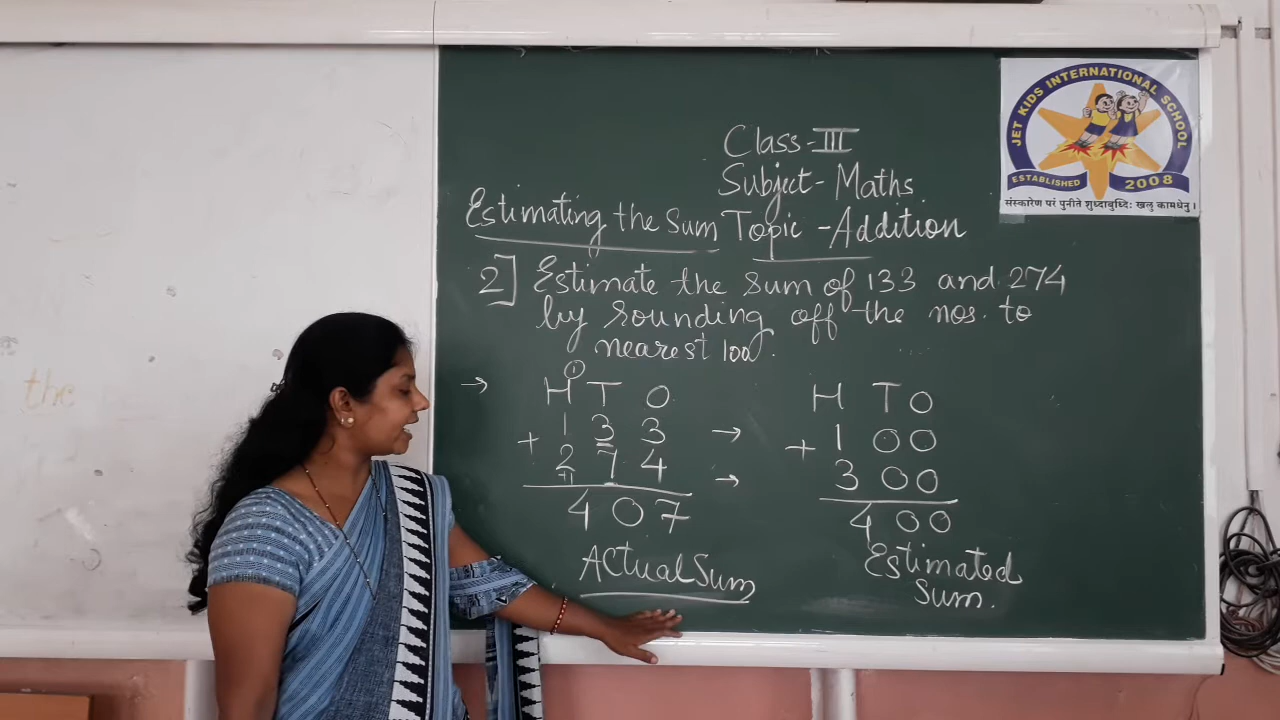 JET KIDS INTERNATIONAL SCHOOL
ESTABLISHED 2008
संस्कारेण परं पुनीते शुध्दाबुध्दिः खलु कामधेनु।
Class-III
Subject-Maths
Estimating the Sum Topic -Addition
2] Estimate the sum of 133 and 274
by rounding off the nos. to
nearest 100.
1
→ H T O H T O
+ 1 3 3 → + 1 0 0
2 7 4 → 3 0 0
+1
4 0 7 4 0 0
Actual Sum Estimated
Sum.
the